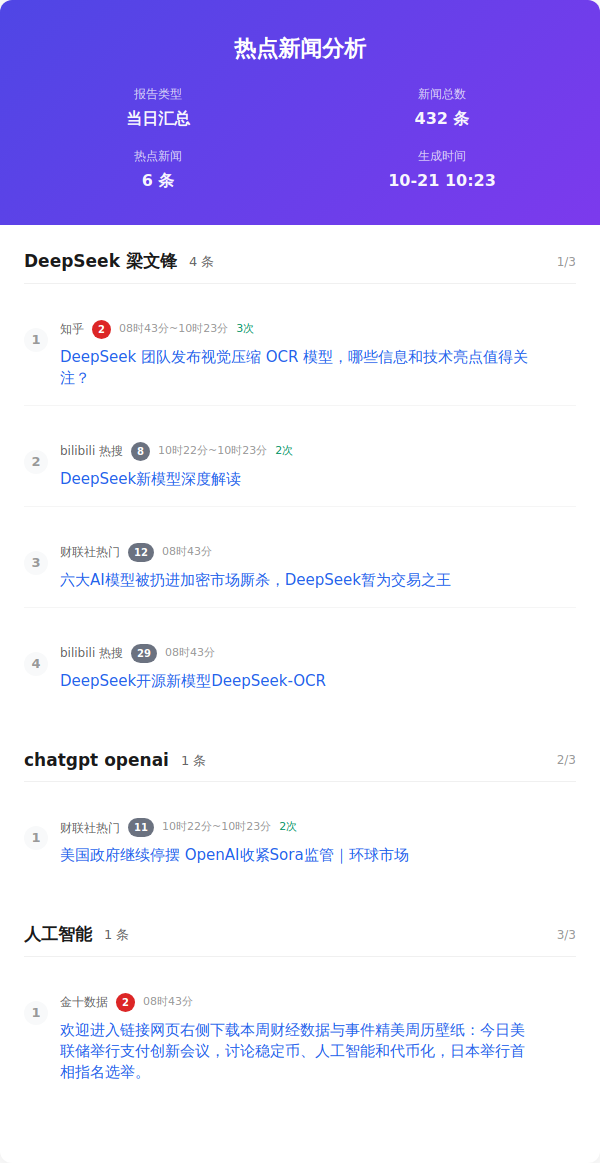 热点新闻分析
报告类型
新闻总数
当日汇总
432 条
热点新闻
生成时间
6 条
10-21 10:23
DeepSeek 梁文锋 4 条 1/3
1 知乎 2 08时43分~10时23分 3次
DeepSeek 团队发布视觉压缩 OCR 模型，哪些信息和技术亮点值得关
注？
2 bilibili 热搜 8 10时22分~10时23分 2次
DeepSeek新模型深度解读
3 财联社热门 12 08时43分
六大AI模型被扔进加密市场厮杀，DeepSeek暂为交易之王
4 bilibili 热搜 29 08时43分
DeepSeek开源新模型DeepSeek-OCR
chatgpt openai 1 条 2/3
1 财联社热门 11 10时22分~10时23分 2次
美国政府继续停摆 OpenAI收紧Sora监管｜环球市场
人工智能 1 条 3/3
1 金十数据 2 08时43分
欢迎进入链接网页右侧下载本周财经数据与事件精美周历壁纸：今日美
联储举行支付创新会议，讨论稳定币、人工智能和代币化，日本举行首
相指名选举。